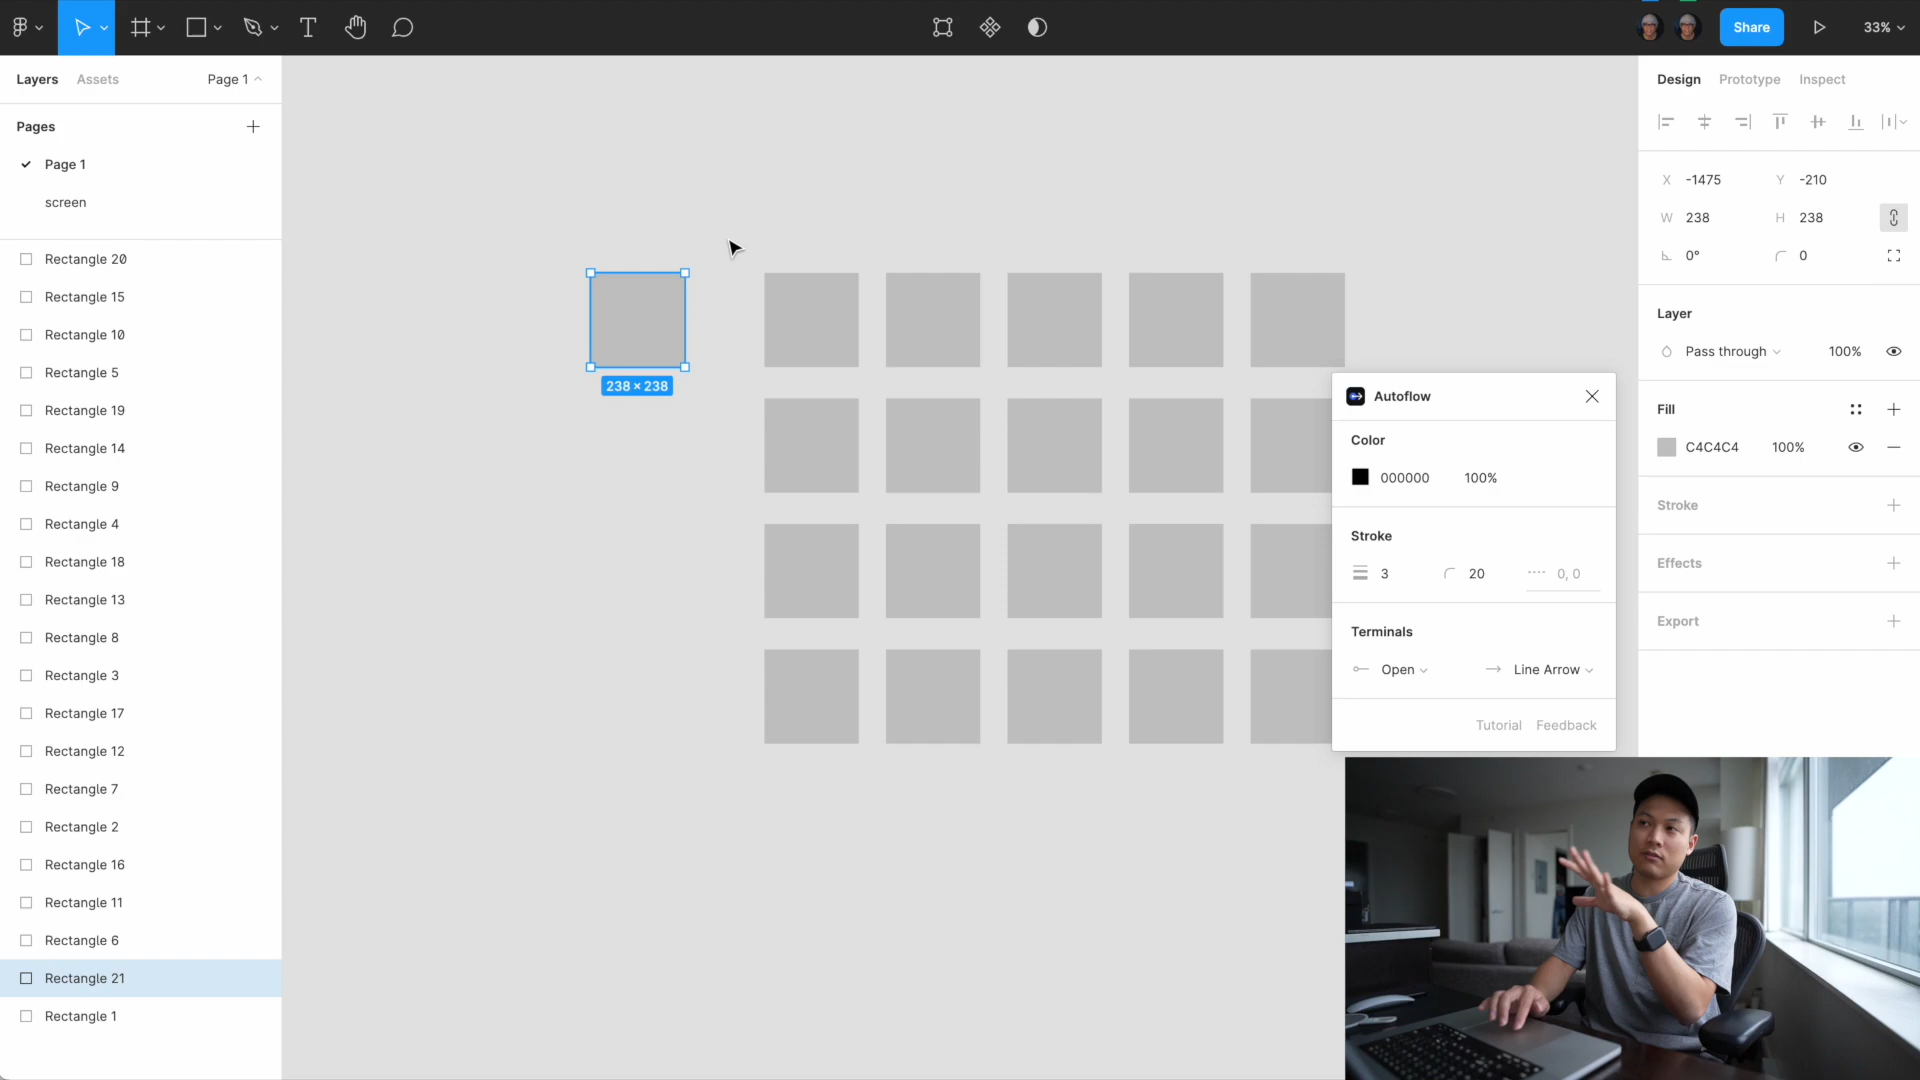 Share
33%
Layers
Assets
Page 1
Design
Prototype
Inspect
Pages
Page 1
screen
X -1475
Y -210
W 238
H 238
0°
0
Rectangle 20
Rectangle 15
Rectangle 10
Rectangle 5
Rectangle 19
Rectangle 14
Rectangle 9
Rectangle 4
Rectangle 18
Rectangle 13
Rectangle 8
Rectangle 3
Rectangle 17
Rectangle 12
Rectangle 7
Rectangle 2
Rectangle 16
Rectangle 11
Rectangle 6
Rectangle 21
Rectangle 1
238 × 238
Autoflow
Color
000000 100%
Stroke
3
20
0, 0
Terminals
Open
Line Arrow
Tutorial
Feedback
Layer
Pass through
100%
Fill
C4C4C4 100%
Stroke
Effects
Export